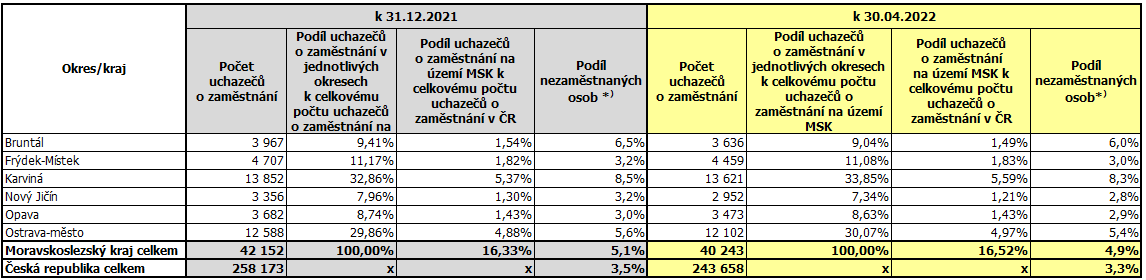 Okres/kraj
k 31.12.2021
k 30.04.2022
Počet
uchazečů
o zaměstnání
Podíl uchazečů
o zaměstnání v
jednotlivých
okresech
k celkovému
počtu uchazečů
o zaměstnání na
Podíl uchazečů
o zaměstnání na
území MSK k
celkovému počtu
uchazečů o
zaměstnání v ČR
Podíl
nezaměstnaných
osob *)
Počet
uchazečů
o zaměstnání
Podíl uchazečů
o zaměstnání v
jednotlivých okresech
k celkovému počtu
uchazečů o
zaměstnání na území
MSK
Podíl uchazečů
o zaměstnání
na území MSK k
celkovému počtu
uchazečů o
zaměstnání v ČR
Podíl
nezaměstnaných
osob*)
Bruntál 3 967 9,41% 1,54% 6,5% 3 636 9,04% 1,49% 6,0%
Frýdek-Místek 4 707 11,17% 1,82% 3,2% 4 459 11,08% 1,83% 3,0%
Karviná 13 852 32,86% 5,37% 8,5% 13 621 33,85% 5,59% 8,3%
Nový Jičín 3 356 7,96% 1,30% 3,2% 2 952 7,34% 1,21% 2,8%
Opava 3 682 8,74% 1,43% 3,0% 3 473 8,63% 1,43% 2,9%
Ostrava-město 12 588 29,86% 4,88% 5,6% 12 102 30,07% 4,97% 5,4%
Moravskoslezský kraj celkem 42 152 100,00% 16,33% 5,1% 40 243 100,00% 16,52% 4,9%
Česká republika celkem 258 173 x x 3,5% 243 658 x x 3,3%